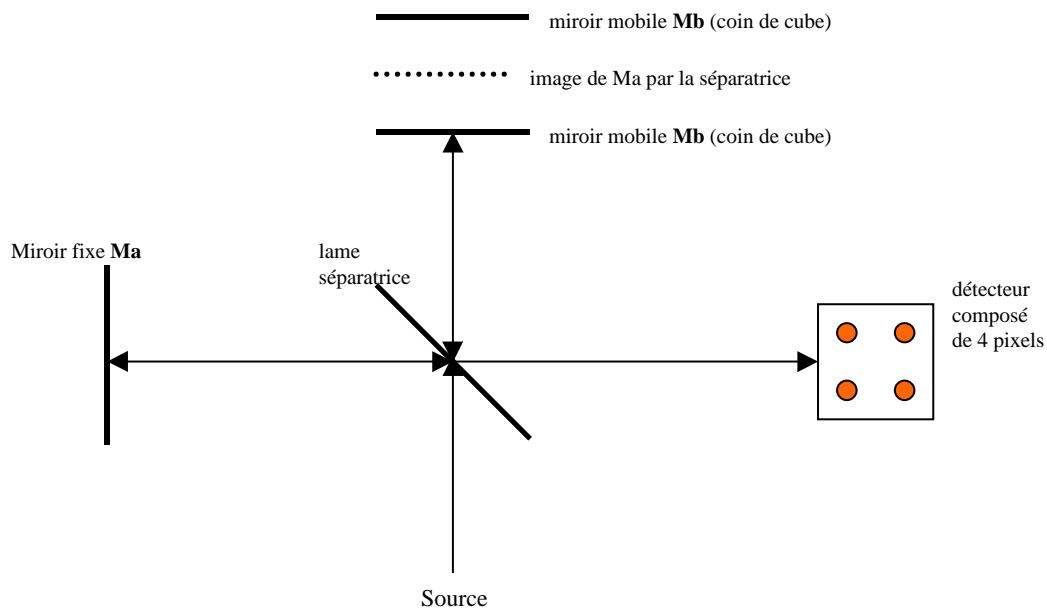 miroir mobile Mb (coin de cube)
image de Ma par la séparatrice
miroir mobile Mb (coin de cube)
Miroir fixe Ma
lame
séparatrice
détecteur
composé
de 4 pixels
Source